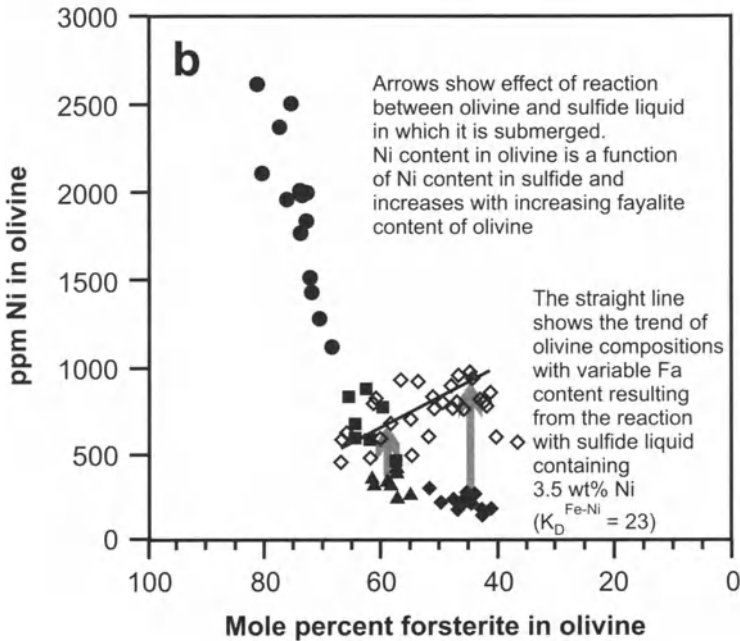 b
3000
2500
2000
1500
1000
500
0
ppm Ni in olivine
Arrows show effect of reaction
between olivine and sulfide liquid
in which it is submerged.
Ni content in olivine is a function
of Ni content in sulfide and
increases with increasing fayalite
content of olivine
The straight line
shows the trend of
olivine compositions
with variable Fa
content resulting
from the reaction
with sulfide liquid
containing
3.5 wt% Ni
(K_D^Fe-Ni = 23)
100 80 60 40 20 0
Mole percent forsterite in olivine